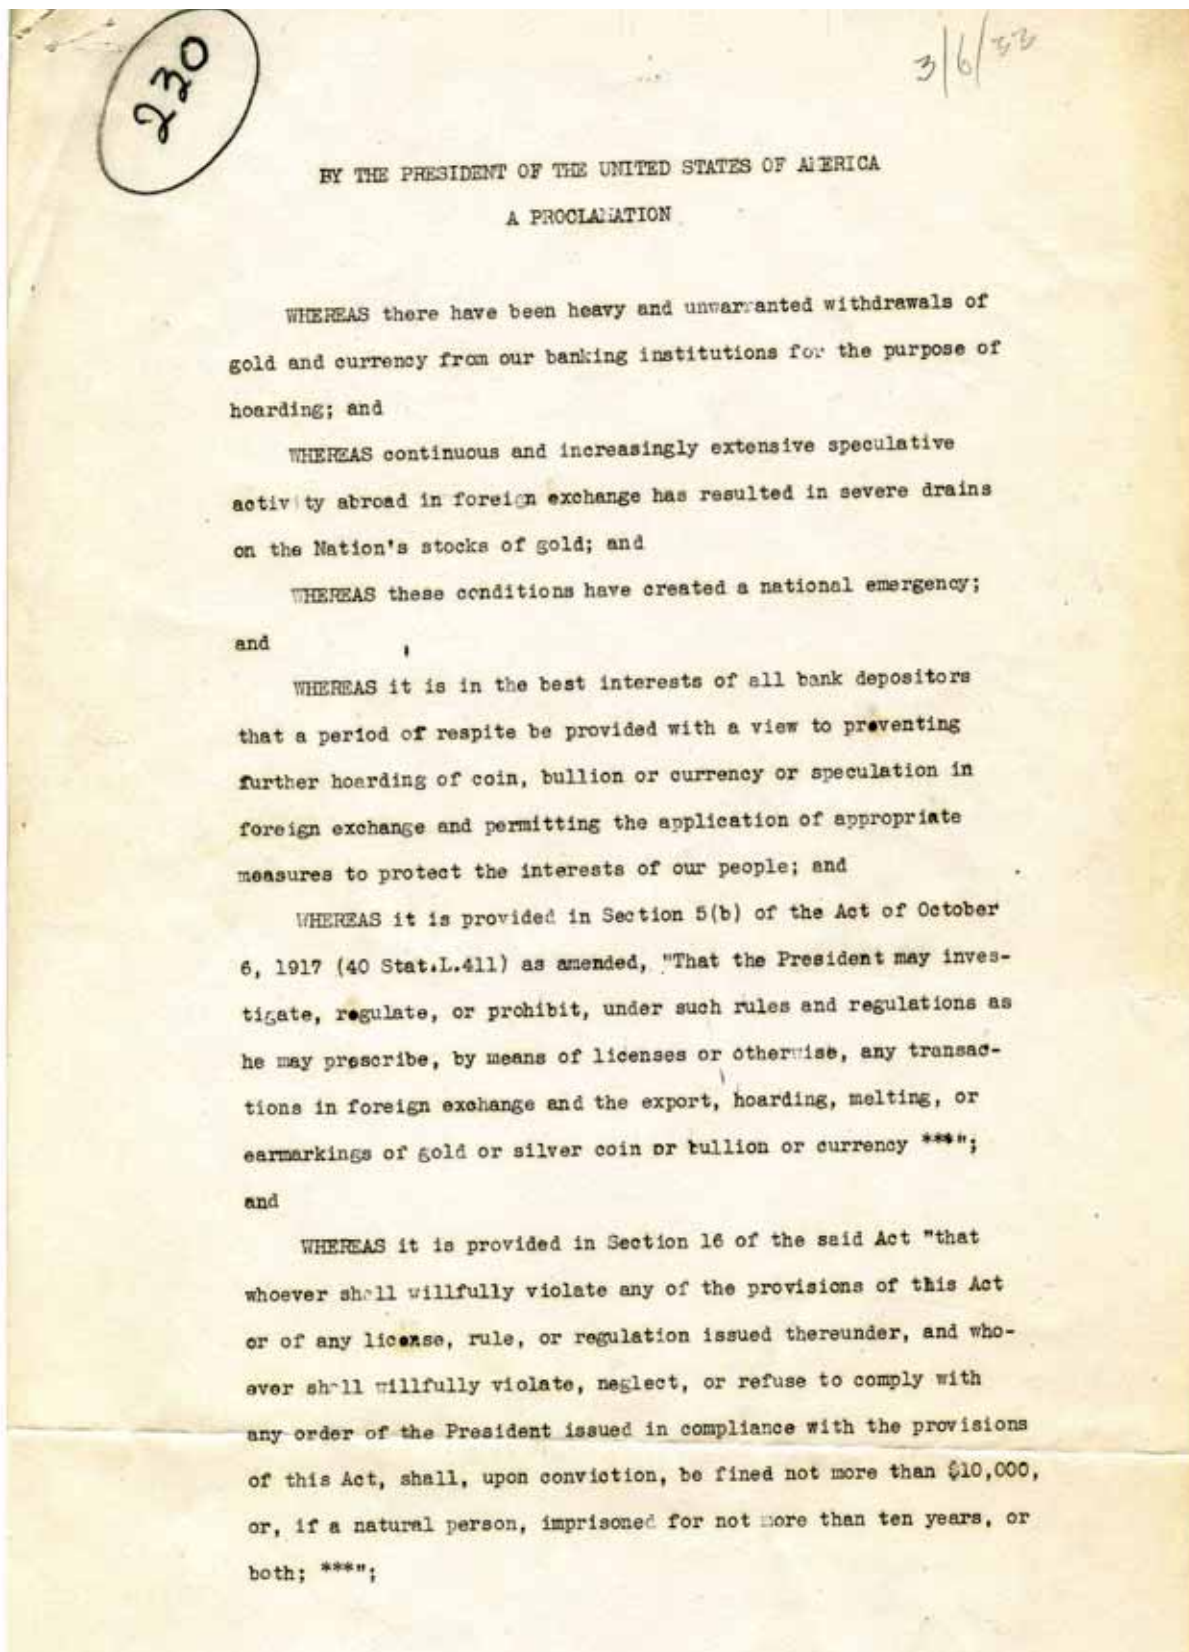 230
3/6/33
BY THE PRESIDENT OF THE UNITED STATES OF AMERICA
A PROCLAMATION
WHEREAS there have been heavy and unwarranted withdrawals of
gold and currency from our banking institutions for the purpose of
hoarding; and
WHEREAS continuous and increasingly extensive speculative
activity abroad in foreign exchange has resulted in severe drains
on the Nation's stocks of gold; and
WHEREAS these conditions have created a national emergency;
and
WHEREAS it is in the best interests of all bank depositors
that a period of respite be provided with a view to preventing
further hoarding of coin, bullion or currency or speculation in
foreign exchange and permitting the application of appropriate
measures to protect the interests of our people; and
WHEREAS it is provided in Section 5(b) of the Act of October
6, 1917 (40 Stat.L.411) as amended, "That the President may inves-
tigate, regulate, or prohibit, under such rules and regulations as
he may prescribe, by means of licenses or otherwise, any transac-
tions in foreign exchange and the export, hoarding, melting, or
earmarkings of gold or silver coin or bullion or currency ***";
and
WHEREAS it is provided in Section 16 of the said Act "that
whoever shall willfully violate any of the provisions of this Act
or of any license, rule, or regulation issued thereunder, and who-
ever shall willfully violate, neglect, or refuse to comply with
any order of the President issued in compliance with the provisions
of this Act, shall, upon conviction, be fined not more than $10,000,
or, if a natural person, imprisoned for not more than ten years, or
both; ***";